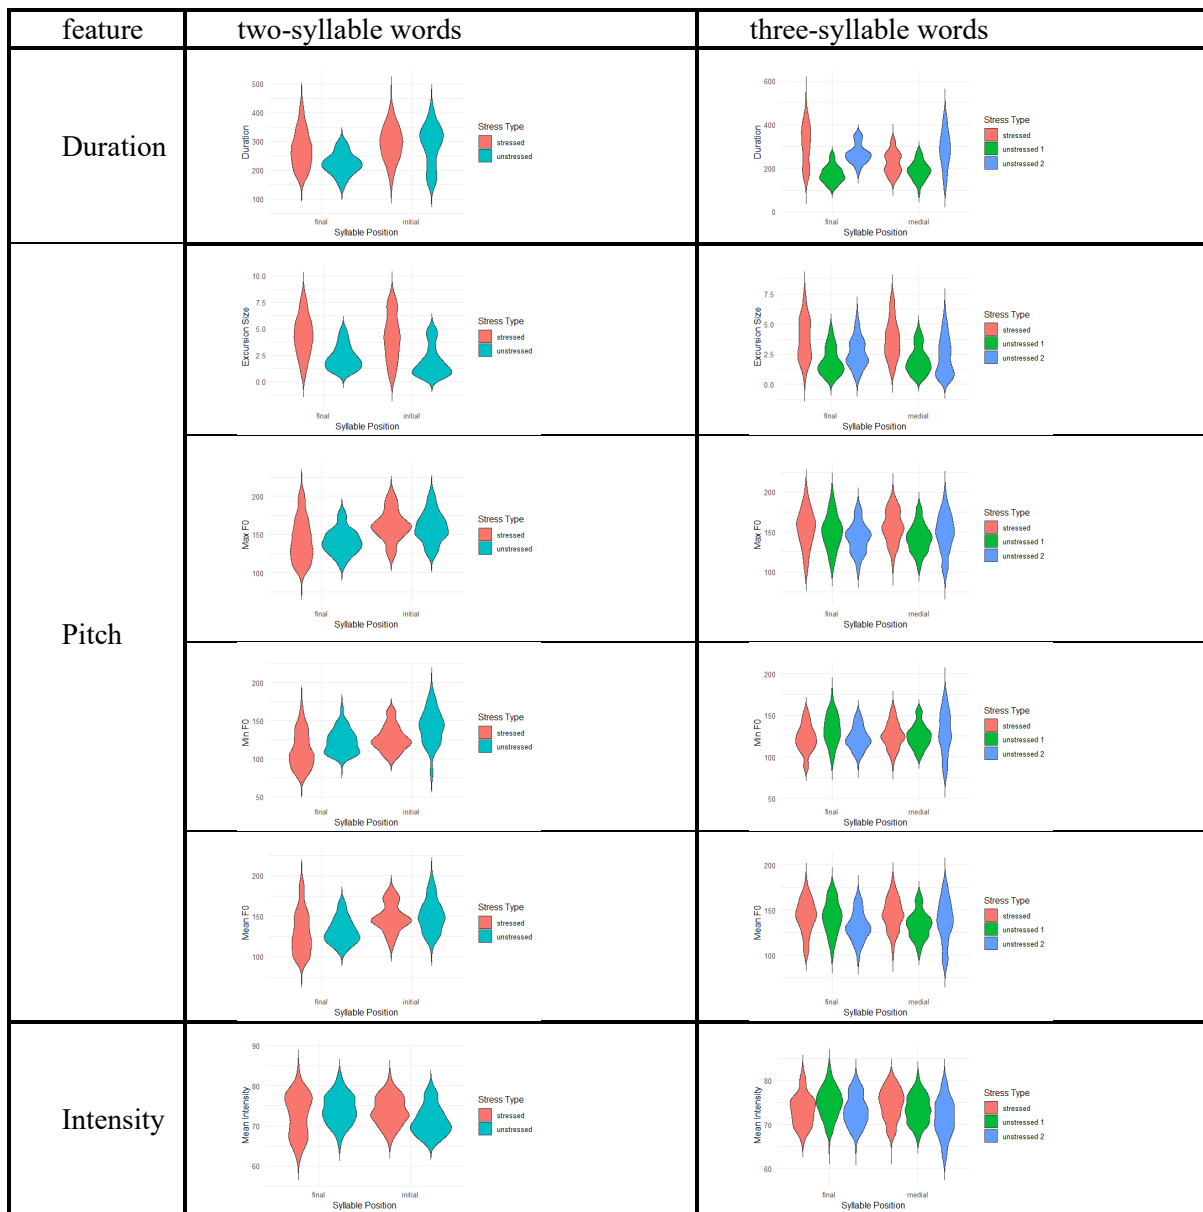 feature two-syllable words three-syllable words
Duration
500
400
300
200
100
Duration
final initial
Syllable Position
Stress Type
stressed
unstressed
600
400
200
0
Duration
final medial
Syllable Position
Stress Type
stressed
unstressed 1
unstressed 2
Pitch
10.0
7.5
5.0
2.5
0.0
Excursion Size
final initial
Syllable Position
Stress Type
stressed
unstressed
7.5
5.0
2.5
0.0
Excursion Size
final medial
Syllable Position
Stress Type
stressed
unstressed 1
unstressed 2
200
150
100
Max F0
final initial
Syllable Position
Stress Type
stressed
unstressed
200
150
100
Max F0
final medial
Syllable Position
Stress Type
stressed
unstressed 1
unstressed 2
200
150
100
50
Min F0
final initial
Syllable Position
Stress Type
stressed
unstressed
200
150
100
50
Min F0
final medial
Syllable Position
Stress Type
stressed
unstressed 1
unstressed 2
200
150
100
Mean F0
final initial
Syllable Position
Stress Type
stressed
unstressed
200
150
100
Mean F0
final medial
Syllable Position
Stress Type
stressed
unstressed 1
unstressed 2
Intensity
90
80
70
60
Mean Intensity
final initial
Syllable Position
Stress Type
stressed
unstressed
80
70
60
Mean Intensity
final medial
Syllable Position
Stress Type
stressed
unstressed 1
unstressed 2